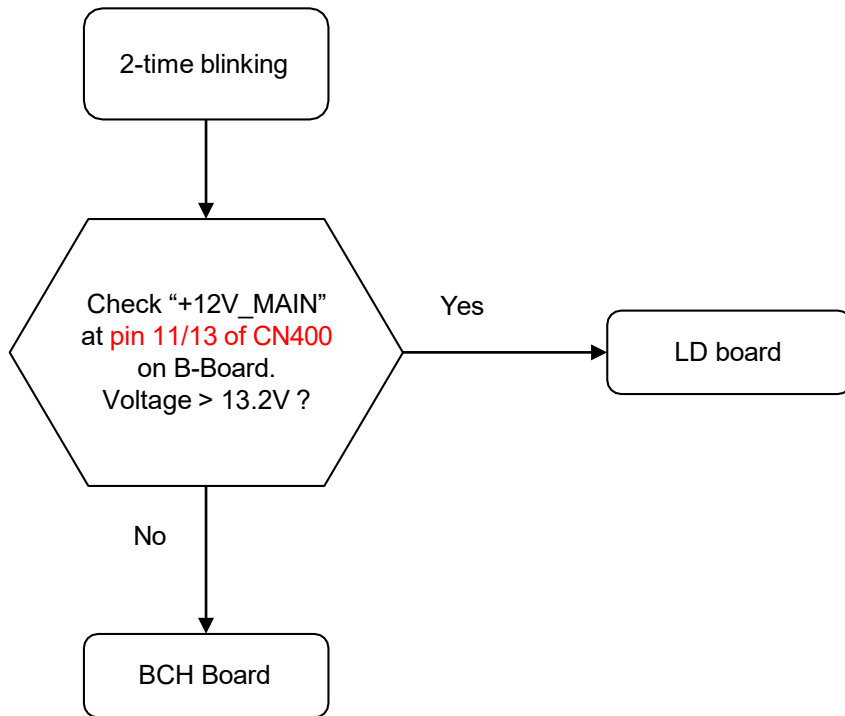 2-time blinking
Check “+12V_MAIN”
at pin 11/13 of CN400
on B-Board.
Voltage > 13.2V ?
Yes
LD board
No
BCH Board